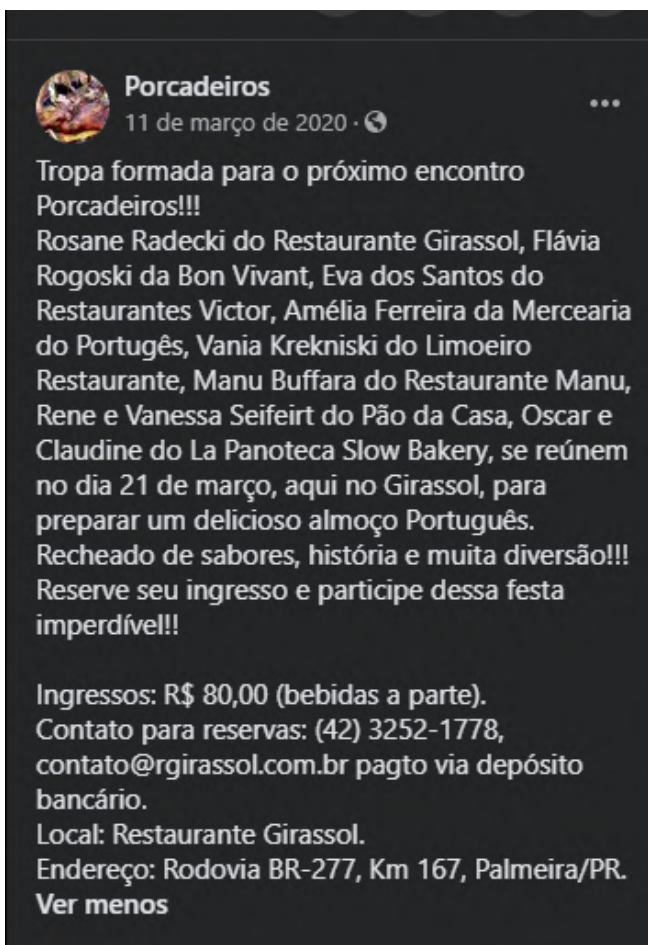 Porcadeiros
11 de março de 2020 ·
Tropa formada para o próximo encontro
Porcadeiros!!!
Rosane Radecki do Restaurante Girassol, Flávia
Rogoski da Bon Vivant, Eva dos Santos do
Restaurantes Victor, Amélia Ferreira da Mercearia
do Portugês, Vania Krekniski do Limoeiro
Restaurante, Manu Buffara do Restaurante Manu,
Rene e Vanessa Seifeirt do Pão da Casa, Oscar e
Claudine do La Panoteca Slow Bakery, se reúnem
no dia 21 de março, aqui no Girassol, para
preparar um delicioso almoço Português.
Recheado de sabores, história e muita diversão!!!
Reserve seu ingresso e participe dessa festa
imperdível!!
Ingressos: R$ 80,00 (bebidas a parte).
Contato para reservas: (42) 3252-1778,
contato@rgirassol.com.br pagto via depósito
bancário.
Local: Restaurante Girassol.
Endereço: Rodovia BR-277, Km 167, Palmeira/PR.
Ver menos